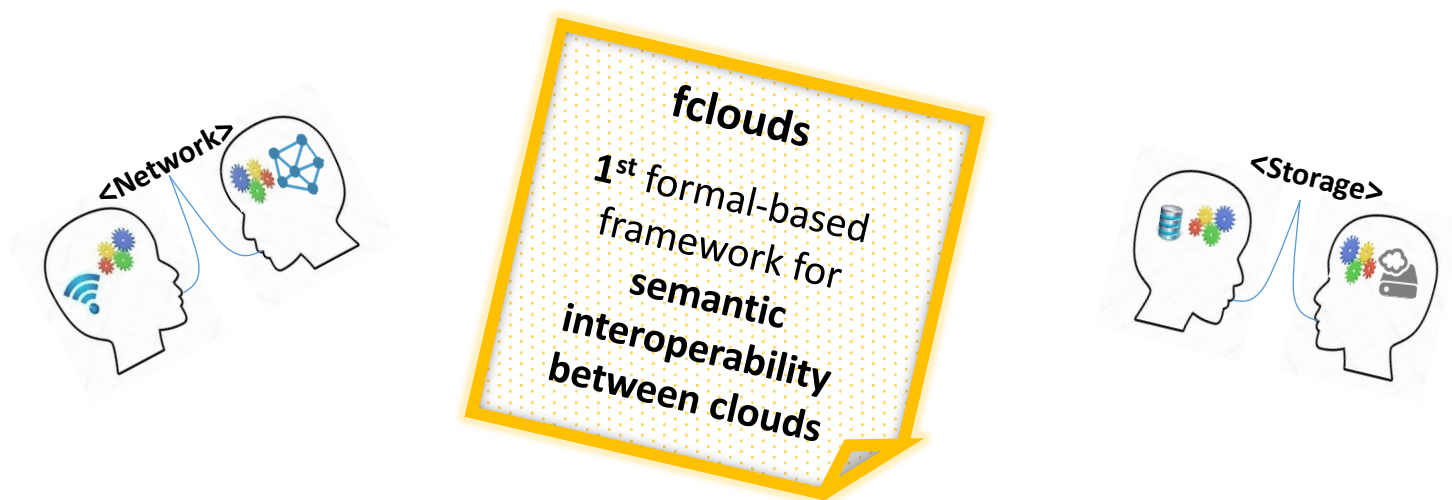 <Network>
fclouds
1st formal-based
framework for
semantic
interoperability
between clouds
<Storage>